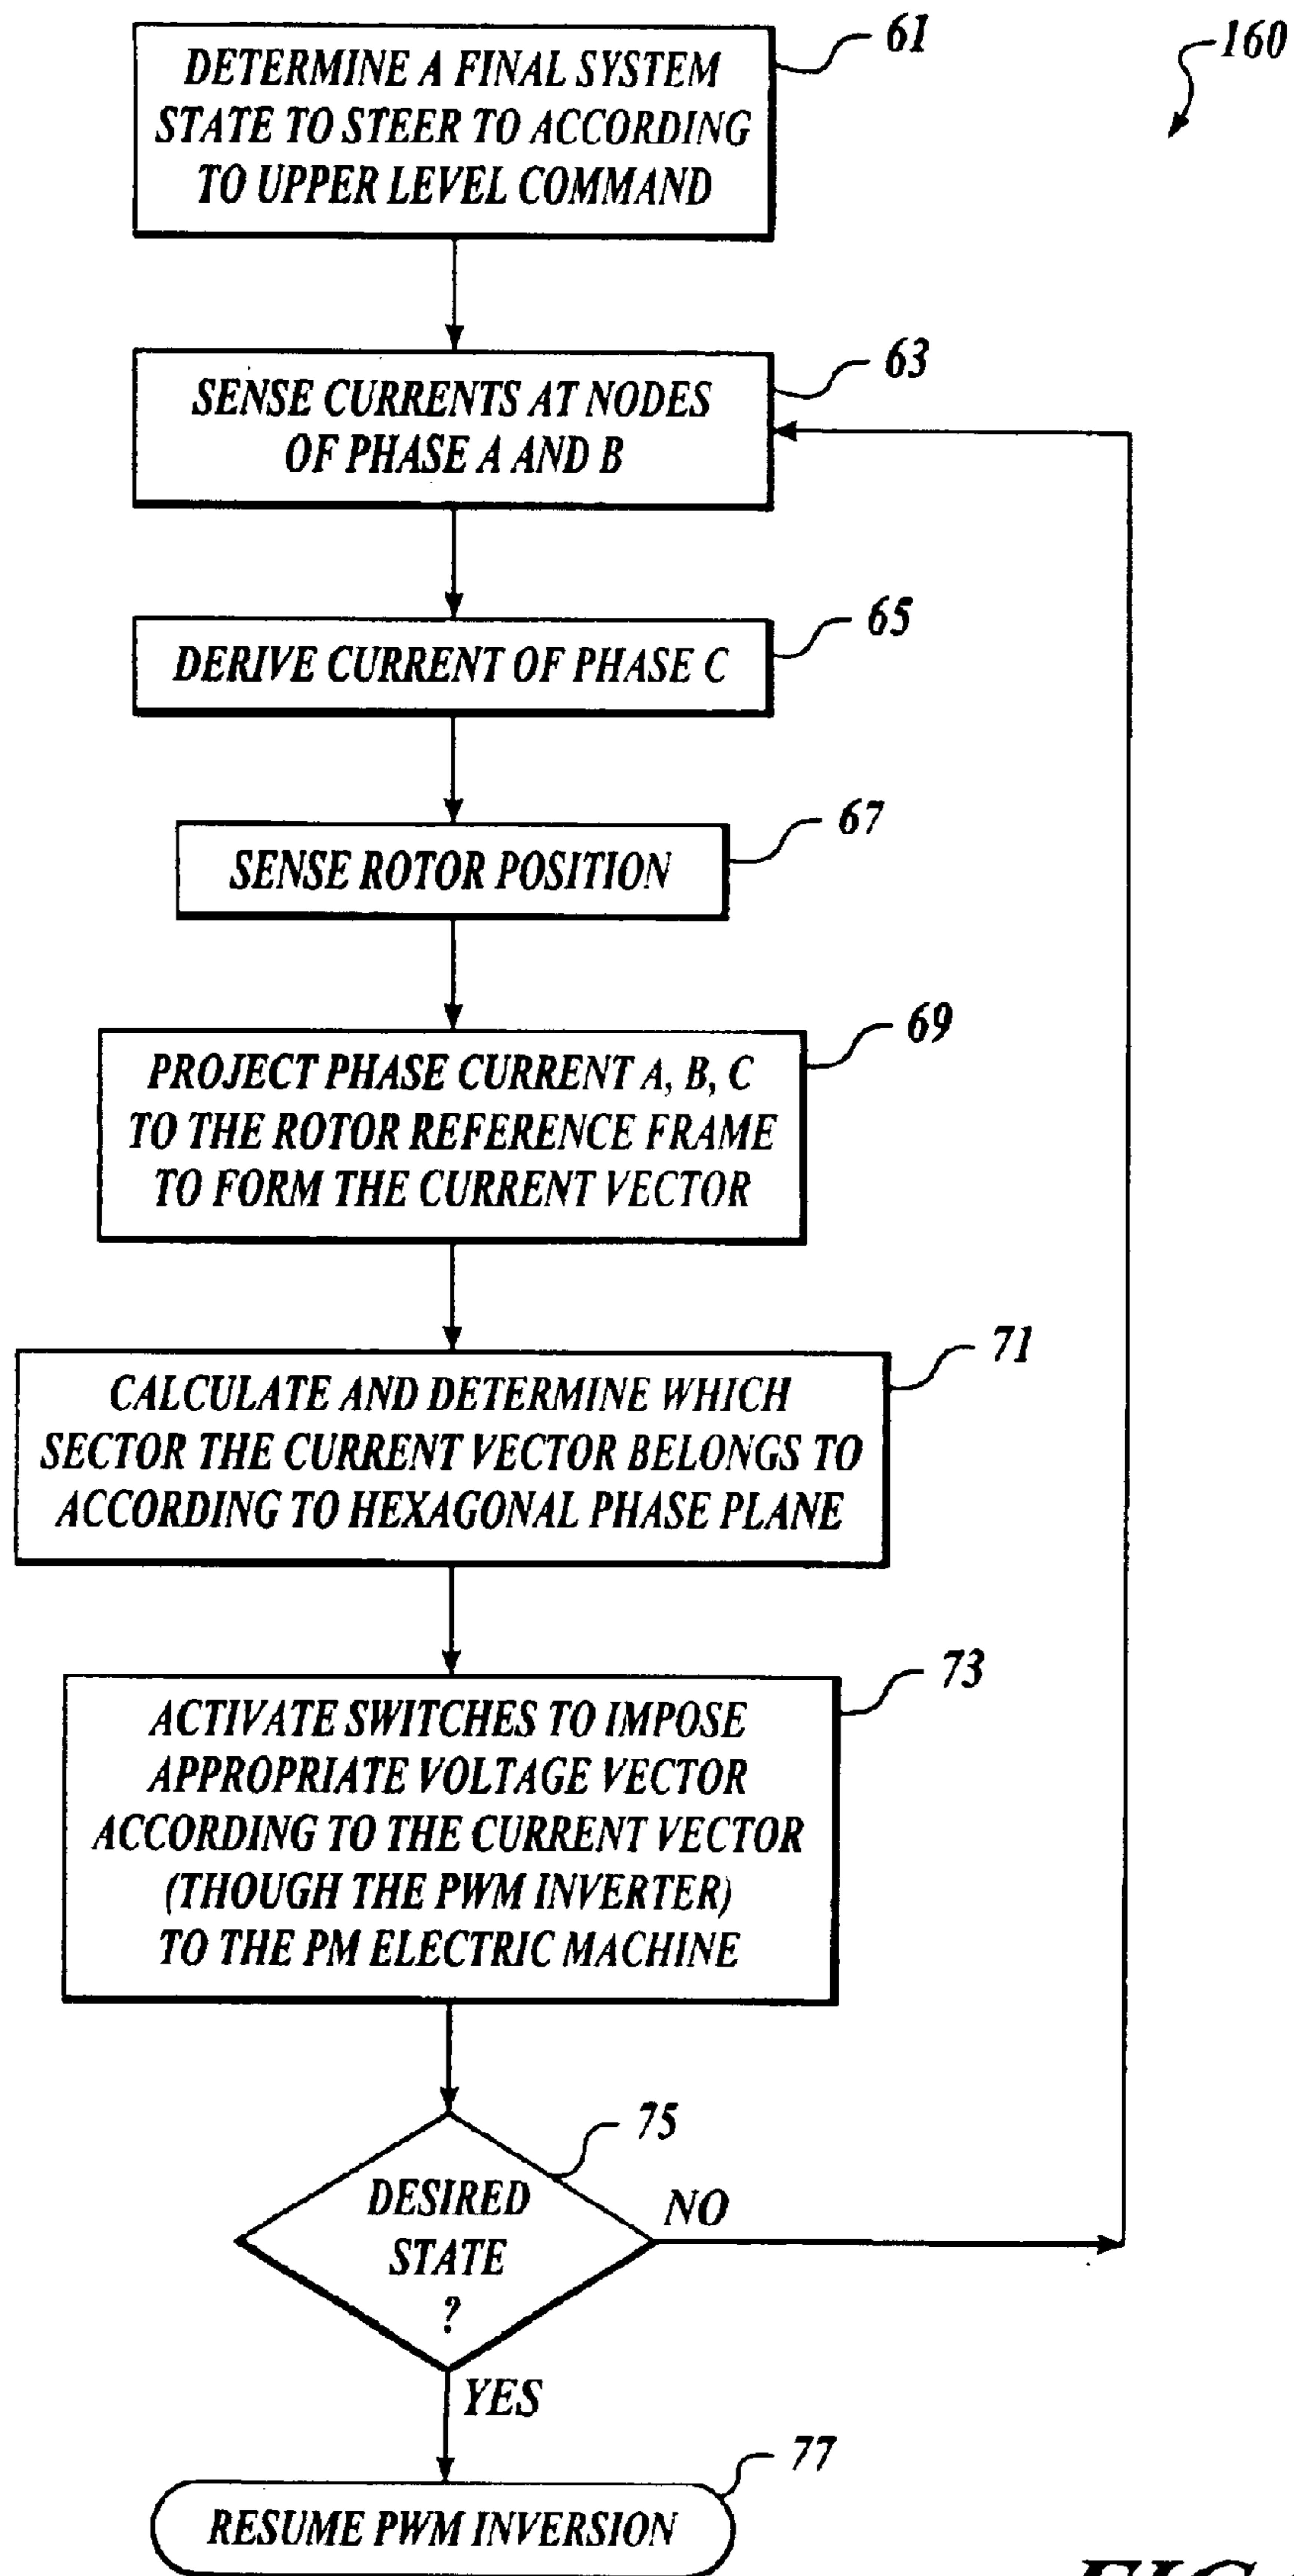 160
61
DETERMINE A FINAL SYSTEM
STATE TO STEER TO ACCORDING
TO UPPER LEVEL COMMAND
63
SENSE CURRENTS AT NODES
OF PHASE A AND B
65
DERIVE CURRENT OF PHASE C
67
SENSE ROTOR POSITION
69
PROJECT PHASE CURRENT A, B, C
TO THE ROTOR REFERENCE FRAME
TO FORM THE CURRENT VECTOR
71
CALCULATE AND DETERMINE WHICH
SECTOR THE CURRENT VECTOR BELONGS TO
ACCORDING TO HEXAGONAL PHASE PLANE
73
ACTIVATE SWITCHES TO IMPOSE
APPROPRIATE VOLTAGE VECTOR
ACCORDING TO THE CURRENT VECTOR
(THOUGH THE PWM INVERTER)
TO THE PM ELECTRIC MACHINE
75
DESIRED
STATE
?
NO
YES
77
RESUME PWM INVERSION